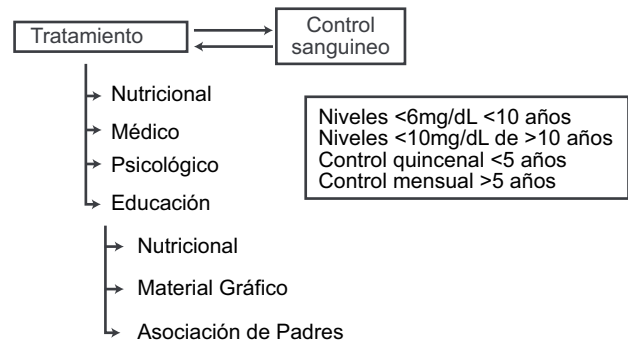 Tratamiento
Control
sanguineo
Nutricional
Médico
Psicológico
Educación
Nutricional
Material Gráfico
Asociación de Padres
Niveles <6mg/dL <10 años
Niveles <10mg/dL de >10 años
Control quincenal <5 años
Control mensual >5 años